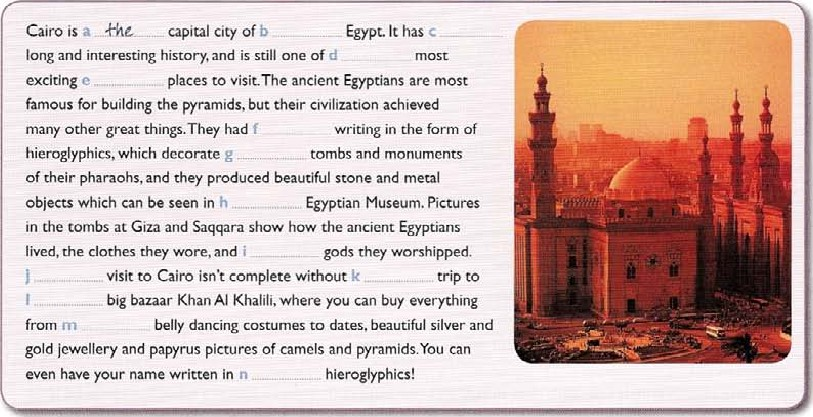 Cairo is a the capital city of b ............ Egypt. It has c ............
long and interesting history, and is still one of d ............ most
exciting e ............ places to visit. The ancient Egyptians are most
famous for building the pyramids, but their civilization achieved
many other great things. They had f ............ writing in the form of
hieroglyphics, which decorate g ............ tombs and monuments
of their pharaohs, and they produced beautiful stone and metal
objects which can be seen in h ............ Egyptian Museum. Pictures
in the tombs at Giza and Saqqara show how the ancient Egyptians
lived, the clothes they wore, and i ............ gods they worshipped.
j ............ visit to Cairo isn't complete without k ............ trip to
l ............ big bazaar Khan Al Khalili, where you can buy everything
from m ............ belly dancing costumes to dates, beautiful silver and
gold jewellery and papyrus pictures of camels and pyramids. You can
even have your name written in n ............ hieroglyphics!